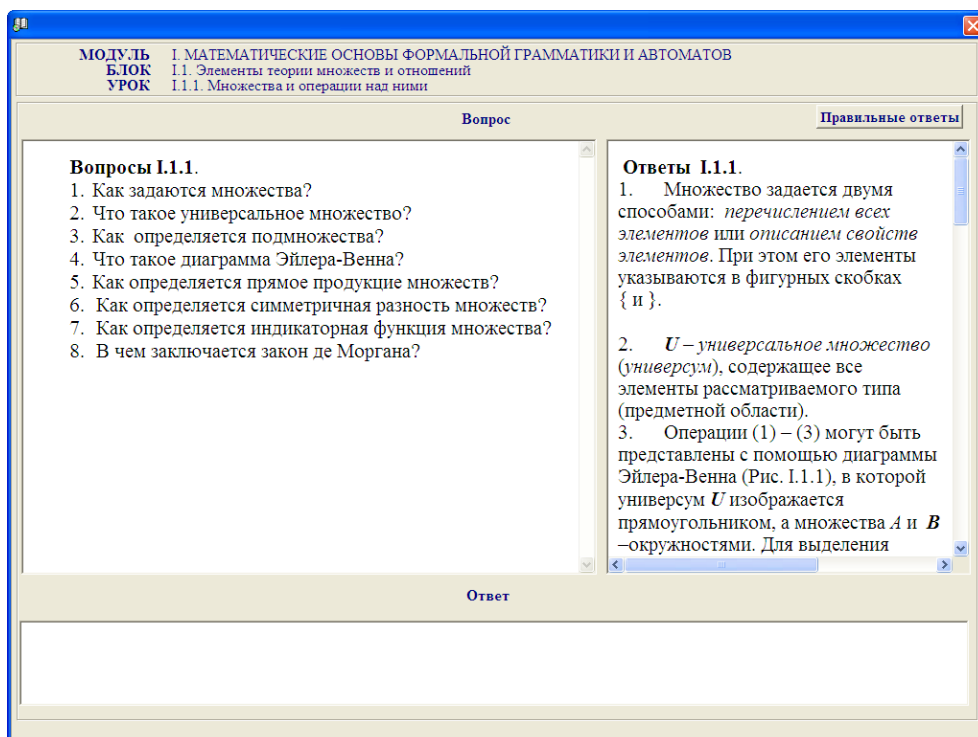 МОДУЛЬ I. МАТЕМАТИЧЕСКИЕ ОСНОВЫ ФОРМАЛЬНОЙ ГРАММАТИКИ И АВТОМАТОВ
БЛОК I.1. Элементы теории множеств и отношений
УРОК I.1.1. Множества и операции над ними
Вопрос
Правильные ответы
Вопросы I.1.1.
1. Как задаются множества?
2. Что такое универсальное множество?
3. Как определяется подмножества?
4. Что такое диаграмма Эйлера-Венна?
5. Как определяется прямое продукцие множеств?
6. Как определяется симметричная разность множеств?
7. Как определяется индикаторная функция множества?
8. В чем заключается закон де Моргана?
Ответы I.1.1.
1. Множество задается двумя
способами: перечислением всех
элементов или описанием свойств
элементов. При этом его элементы
указываются в фигурных скобках
{ и }.
2. U – универсальное множество
(универсум), содержащее все
элементы рассматриваемого типа
(предметной области).
3. Операции (1) – (3) могут быть
представлены с помощью диаграммы
Эйлера-Венна (Рис. I.1.1), в которой
универсум U изображается
прямоугольником, а множества A и B
–окружностями. Для выделения
Ответ